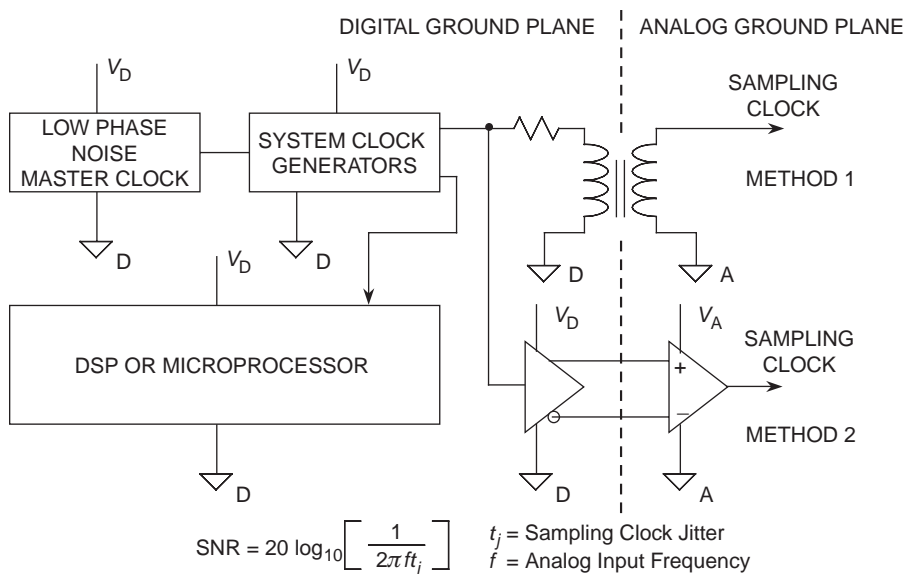 DIGITAL GROUND PLANE
ANALOG GROUND PLANE
V_D
V_D
SAMPLING
CLOCK
LOW PHASE
NOISE
MASTER CLOCK
SYSTEM CLOCK
GENERATORS
METHOD 1
D
D
V_D
D
A
V_D
V_A
DSP OR MICROPROCESSOR
SAMPLING
CLOCK
+
−
METHOD 2
D
D
A
SNR = 20 log₁₀[1/(2πft_j)]
t_j = Sampling Clock Jitter
f = Analog Input Frequency